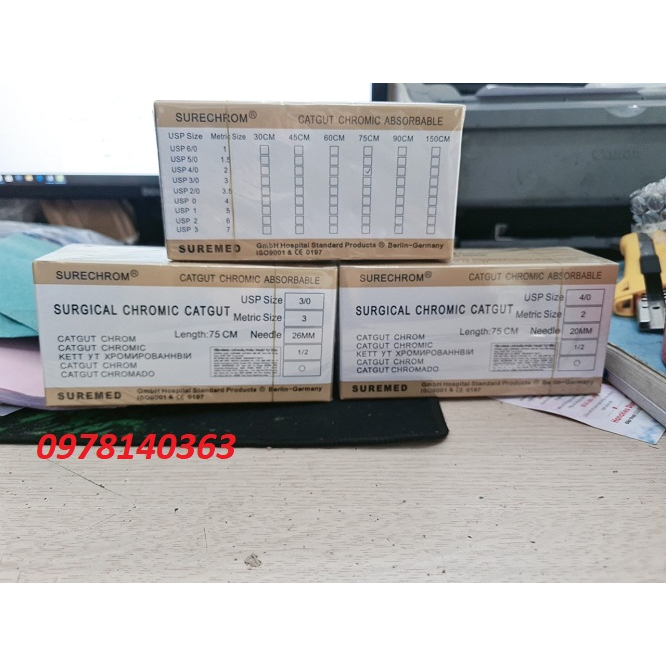 SURECHROM® CATGUT CHROMIC ABSORBABLE
USP Size Metric Size 30CM 45CM 60CM 75CM 90CM 150CM
USP 6/0 1
USP 5/0 1.5
USP 4/0 2
USP 3/0 3
USP 2/0 3.5
USP 0 4
USP 1 5
USP 2 6
USP 3 7
SUREMED GmbH Hospital Standard Products ® Berlin-Germany
ISO9001 & CE 0197
SURECHROM® CATGUT CHROMIC ABSORBABLE
SURGICAL CHROMIC CATGUT
USP Size 3/0
Metric Size 3
Length:75 CM Needle 26MM
1/2
CATGUT CHROM
CATGUT CHROMIC
КЕТТ УТ ХРОМИРОВАННВІЙ
CATGUT CHROM
CATGUT CHROMADO
SUREMED GmbH Hospital Standard Products ® Berlin-Germany
ISO9001 & CE 0197
SURECHROM® CATGUT CHROMIC ABSORBABLE
SURGICAL CHROMIC CATGUT
USP Size 4/0
Metric Size 2
Length:75 CM Needle 20MM
1/2
CATGUT CHROM
CATGUT CHROMIC
КЕТТ УТ ХРОМИРОВАННВІЙ
CATGUT CHROM
CATGUT CHROMADO
SUREMED GmbH Hospital Standard Products ® Berlin-Germany
ISO9001 & CE 0197
Canon
0978140363